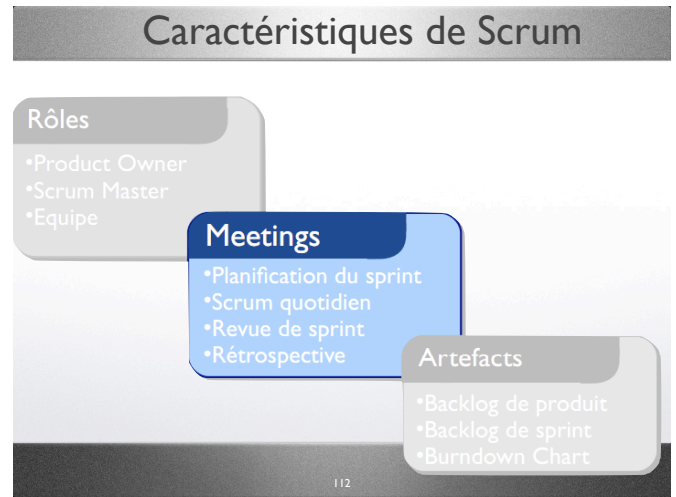 Caractéristiques de Scrum
Rôles
•Product Owner
•Scrum Master
•Equipe
Meetings
•Planification du sprint
•Scrum quotidien
•Revue de sprint
•Rétrospective
Artefacts
•Backlog de produit
•Backlog de sprint
•Burndown Chart
112